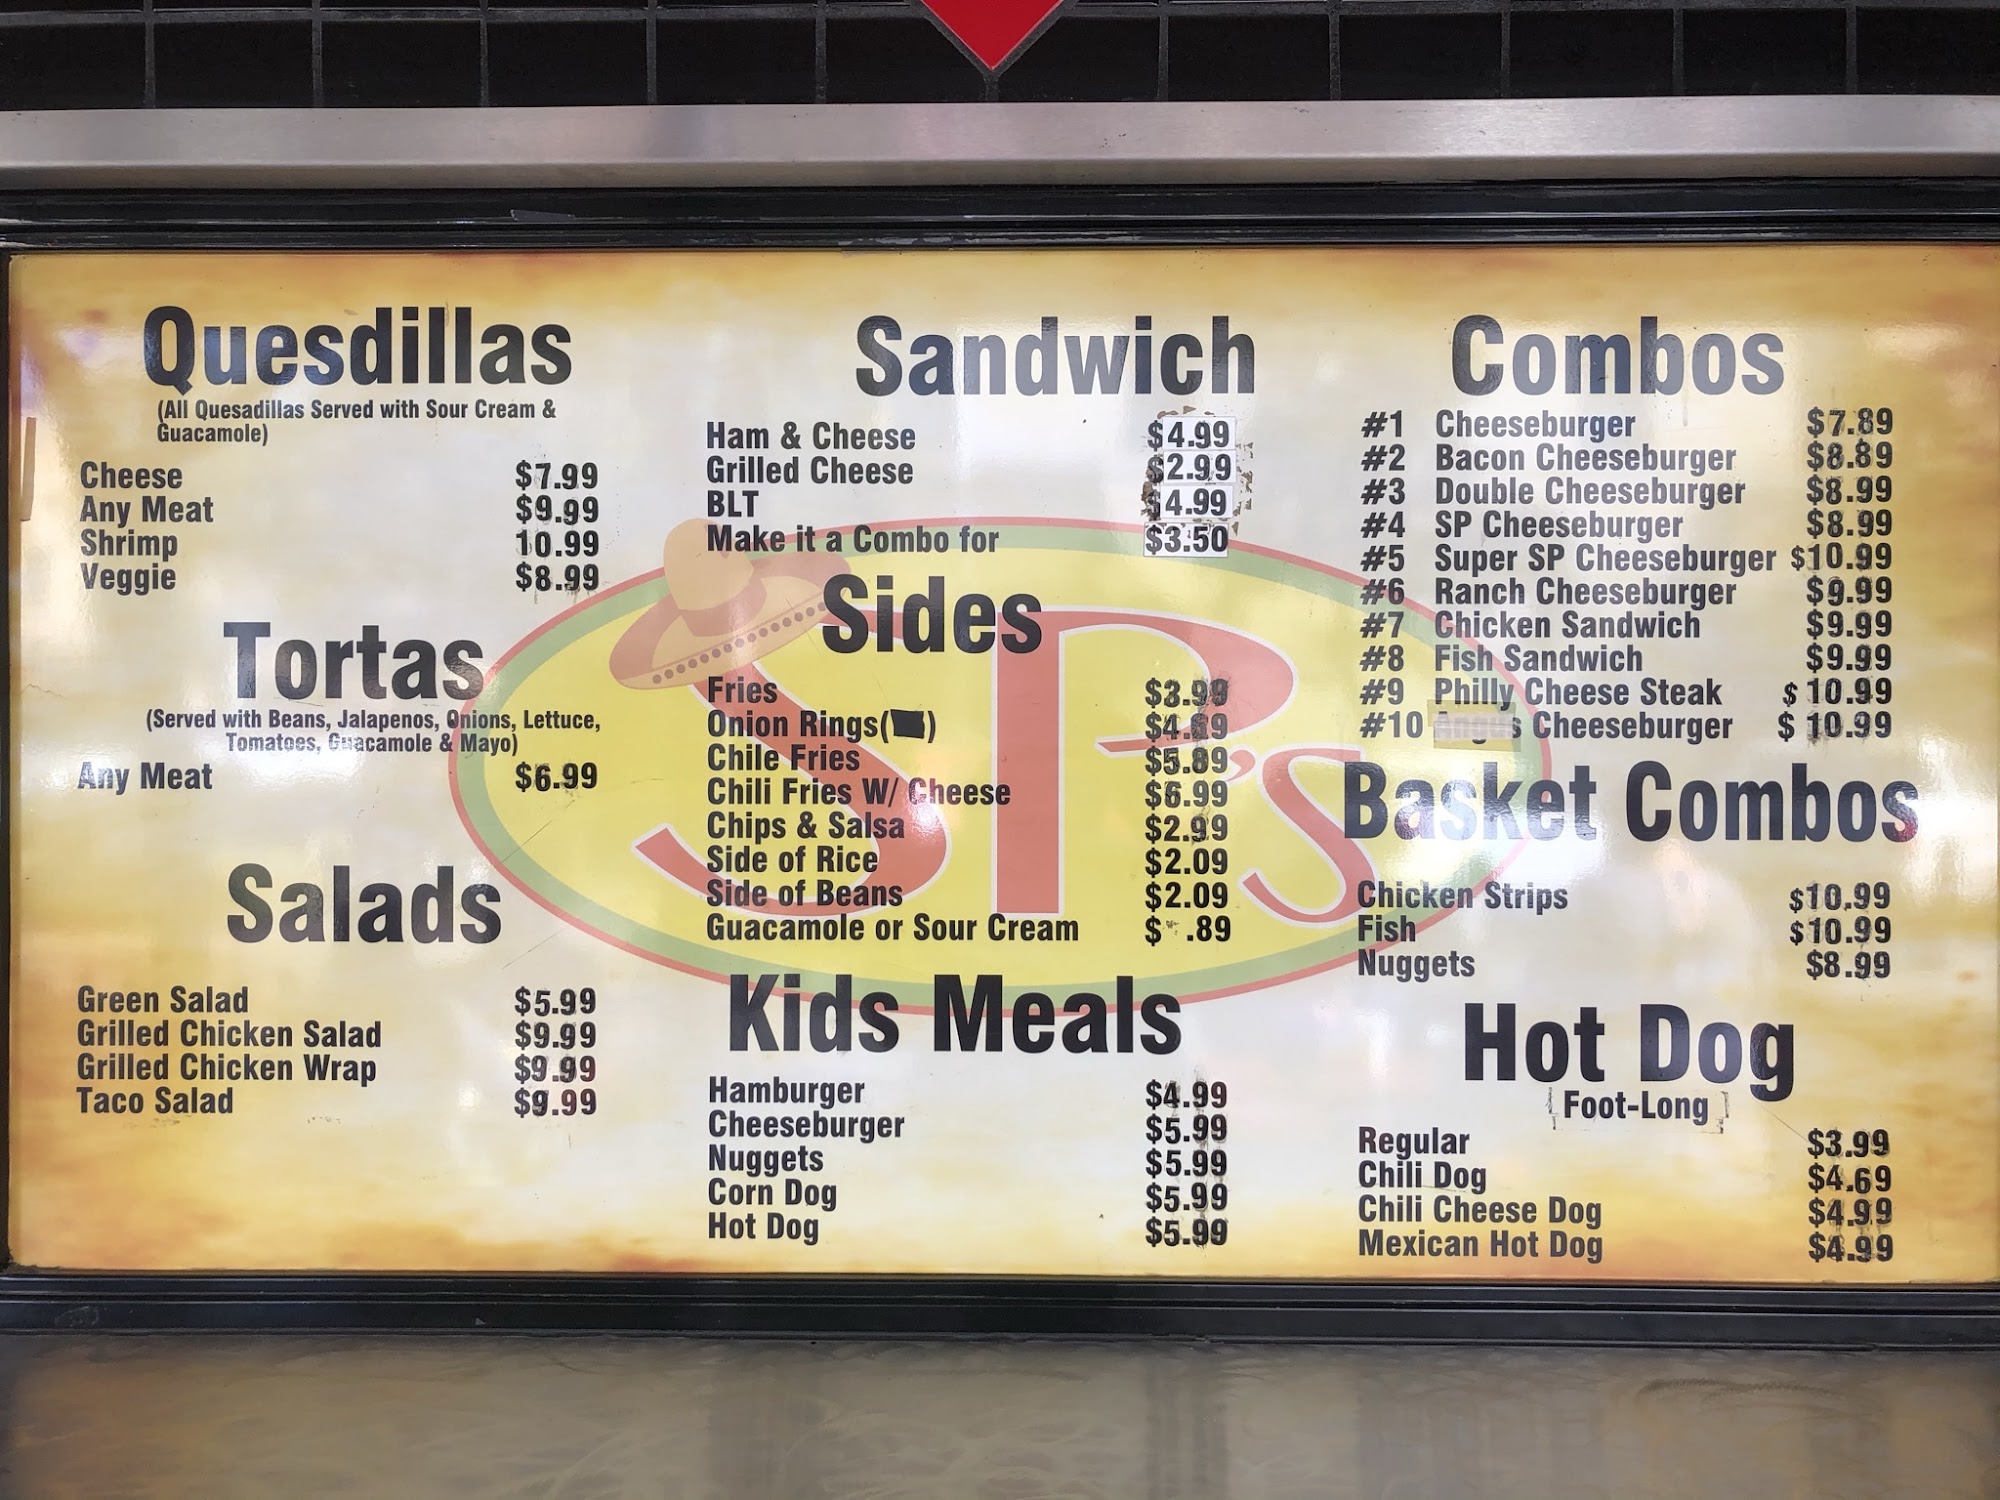 Quesdillas
(All Quesadillas Served with Sour Cream &
Guacamole)
Cheese $7.99
Any Meat $9.99
Shrimp 10.99
Veggie $8.99
Tortas
(Served with Beans, Jalapenos, Onions, Lettuce,
Tomatoes, Guacamole & Mayo)
Any Meat $6.99
Salads
Green Salad $5.99
Grilled Chicken Salad $9.99
Grilled Chicken Wrap $9.99
Taco Salad $9.99
Sandwich
Ham & Cheese $4.99
Grilled Cheese $2.99
BLT $4.99
Make it a Combo for $3.50
SP's
Sides
Fries $3.99
Onion Rings( ) $4.69
Chile Fries $5.89
Chili Fries W/ Cheese $6.99
Chips & Salsa $2.99
Side of Rice $2.09
Side of Beans $2.09
Guacamole or Sour Cream $ .89
Kids Meals
Hamburger $4.99
Cheeseburger $5.99
Nuggets $5.99
Corn Dog $5.99
Hot Dog $5.99
Combos
#1 Cheeseburger $7.89
#2 Bacon Cheeseburger $8.89
#3 Double Cheeseburger $8.99
#4 SP Cheeseburger $8.99
#5 Super SP Cheeseburger $10.99
#6 Ranch Cheeseburger $9.99
#7 Chicken Sandwich $9.99
#8 Fish Sandwich $9.99
#9 Philly Cheese Steak $ 10.99
#10 Angus Cheeseburger $ 10.99
Basket Combos
Chicken Strips $10.99
Fish $10.99
Nuggets $8.99
Hot Dog
Foot-Long
Regular $3.99
Chili Dog $4.69
Chili Cheese Dog $4.99
Mexican Hot Dog $4.99